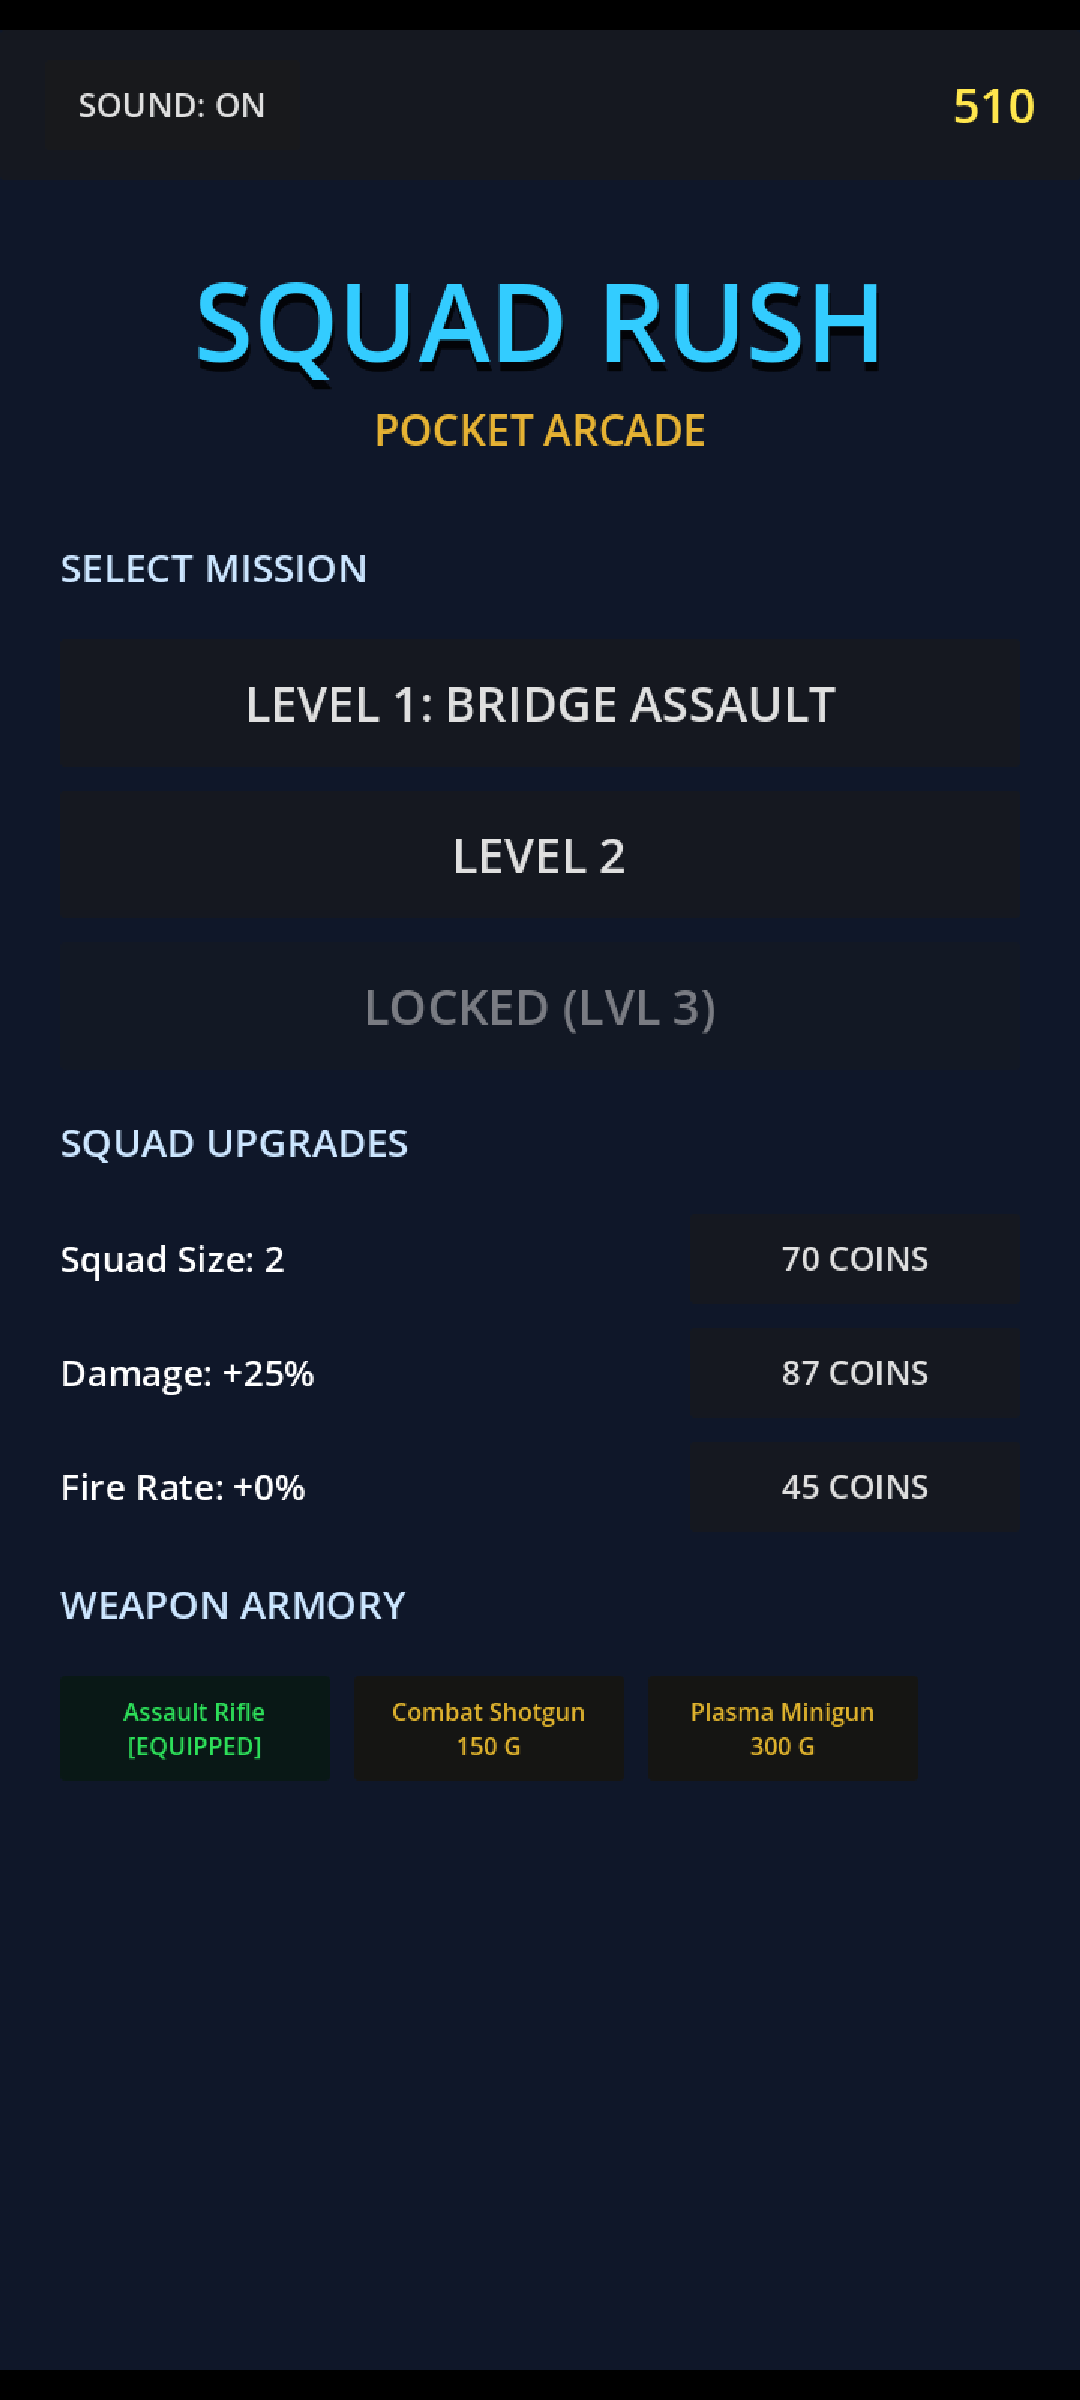 SOUND: ON
510
SQUAD RUSH
POCKET ARCADE
SELECT MISSION
LEVEL 1: BRIDGE ASSAULT
LEVEL 2
LOCKED (LVL 3)
SQUAD UPGRADES
Squad Size: 2
70 COINS
Damage: +25%
87 COINS
Fire Rate: +0%
45 COINS
WEAPON ARMORY
Assault Rifle
[EQUIPPED]
Combat Shotgun
150 G
Plasma Minigun
300 G